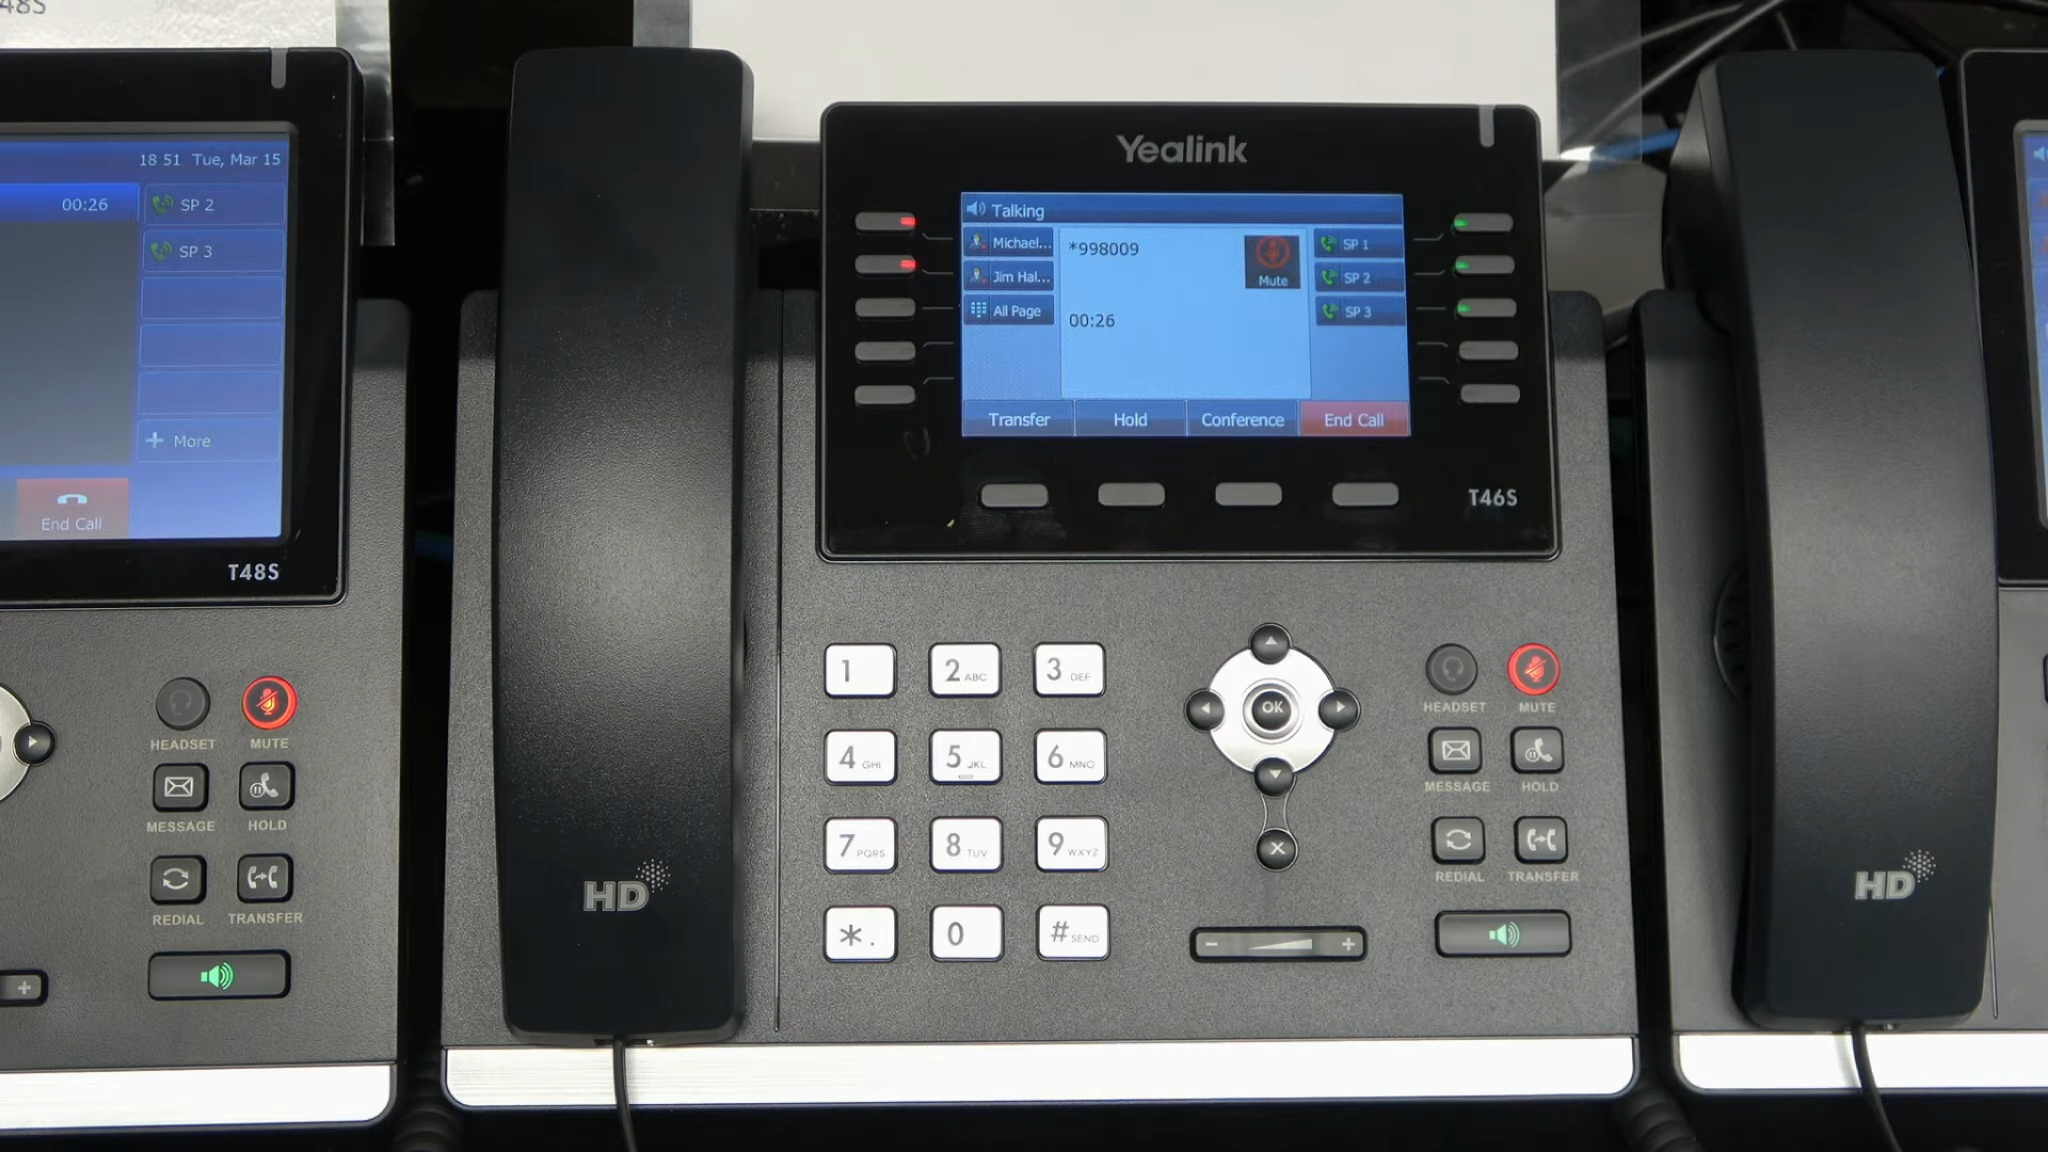 48S
18 51 Tue, Mar 15
00:26
SP 2
SP 3
More
End Call
T48S
HEADSET
MUTE
MESSAGE
HOLD
REDIAL
TRANSFER
+
HD
Yealink
Talking
Michael...
Jim Hal...
All Page
*998009
Mute
00:26
SP 1
SP 2
SP 3
Transfer Hold Conference End Call
T46S
1 2 ABC 3 DEF
4 GHI 5 JKL 6 MNO
7 PQRS 8 TUV 9 WXYZ
*. 0 # SEND
OK
- +
HEADSET MUTE
MESSAGE HOLD
REDIAL TRANSFER
HD